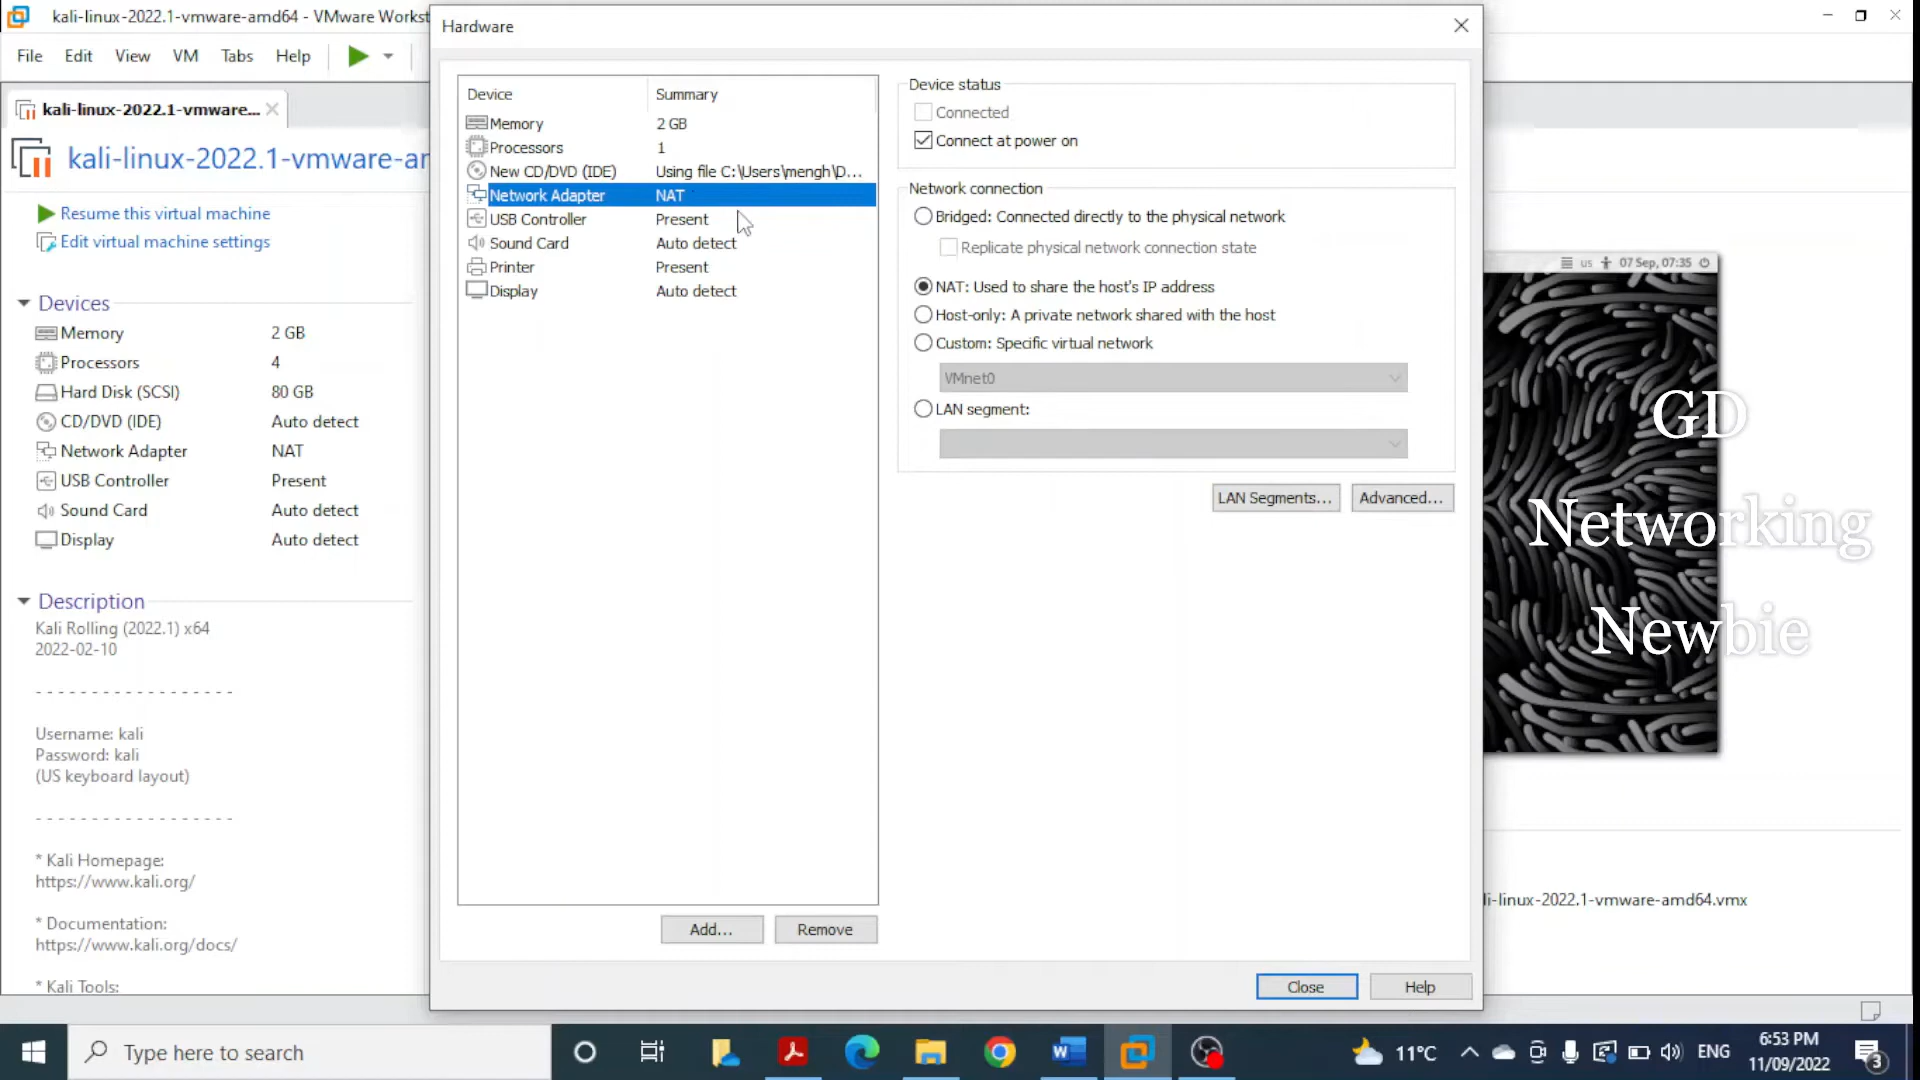 kali-linux-2022.1-vmware-amd64 - VMware Workst
File Edit View VM Tabs Help
kali-linux-2022.1-vmware...
kali-linux-2022.1-vmware-ar
Resume this virtual machine
Edit virtual machine settings
Devices
Memory 2 GB
Processors 4
Hard Disk (SCSI) 80 GB
CD/DVD (IDE) Auto detect
Network Adapter NAT
USB Controller Present
Sound Card Auto detect
Display Auto detect
Description
Kali Rolling (2022.1) x64
2022-02-10
- - - - - - - - - - - - - - - - - -
Username: kali
Password: kali
(US keyboard layout)
- - - - - - - - - - - - - - - - - -
* Kali Homepage:
https://www.kali.org/
* Documentation:
https://www.kali.org/docs/
* Kali Tools:
Hardware
Device Summary
Memory 2 GB
Processors 1
New CD/DVD (IDE) Using file C:\Users\mengh\D...
Network Adapter NAT
USB Controller Present
Sound Card Auto detect
Printer Present
Display Auto detect
Add... Remove
Device status
Connected
Connect at power on
Network connection
Bridged: Connected directly to the physical network
Replicate physical network connection state
NAT: Used to share the host's IP address
Host-only: A private network shared with the host
Custom: Specific virtual network
VMnet0
LAN segment:
LAN Segments... Advanced...
Close Help
us 07 Sep, 07:35
GD
Networking
Newbie
li-linux-2022.1-vmware-amd64.vmx
Type here to search
11°C
ENG
6:53 PM
11/09/2022
3